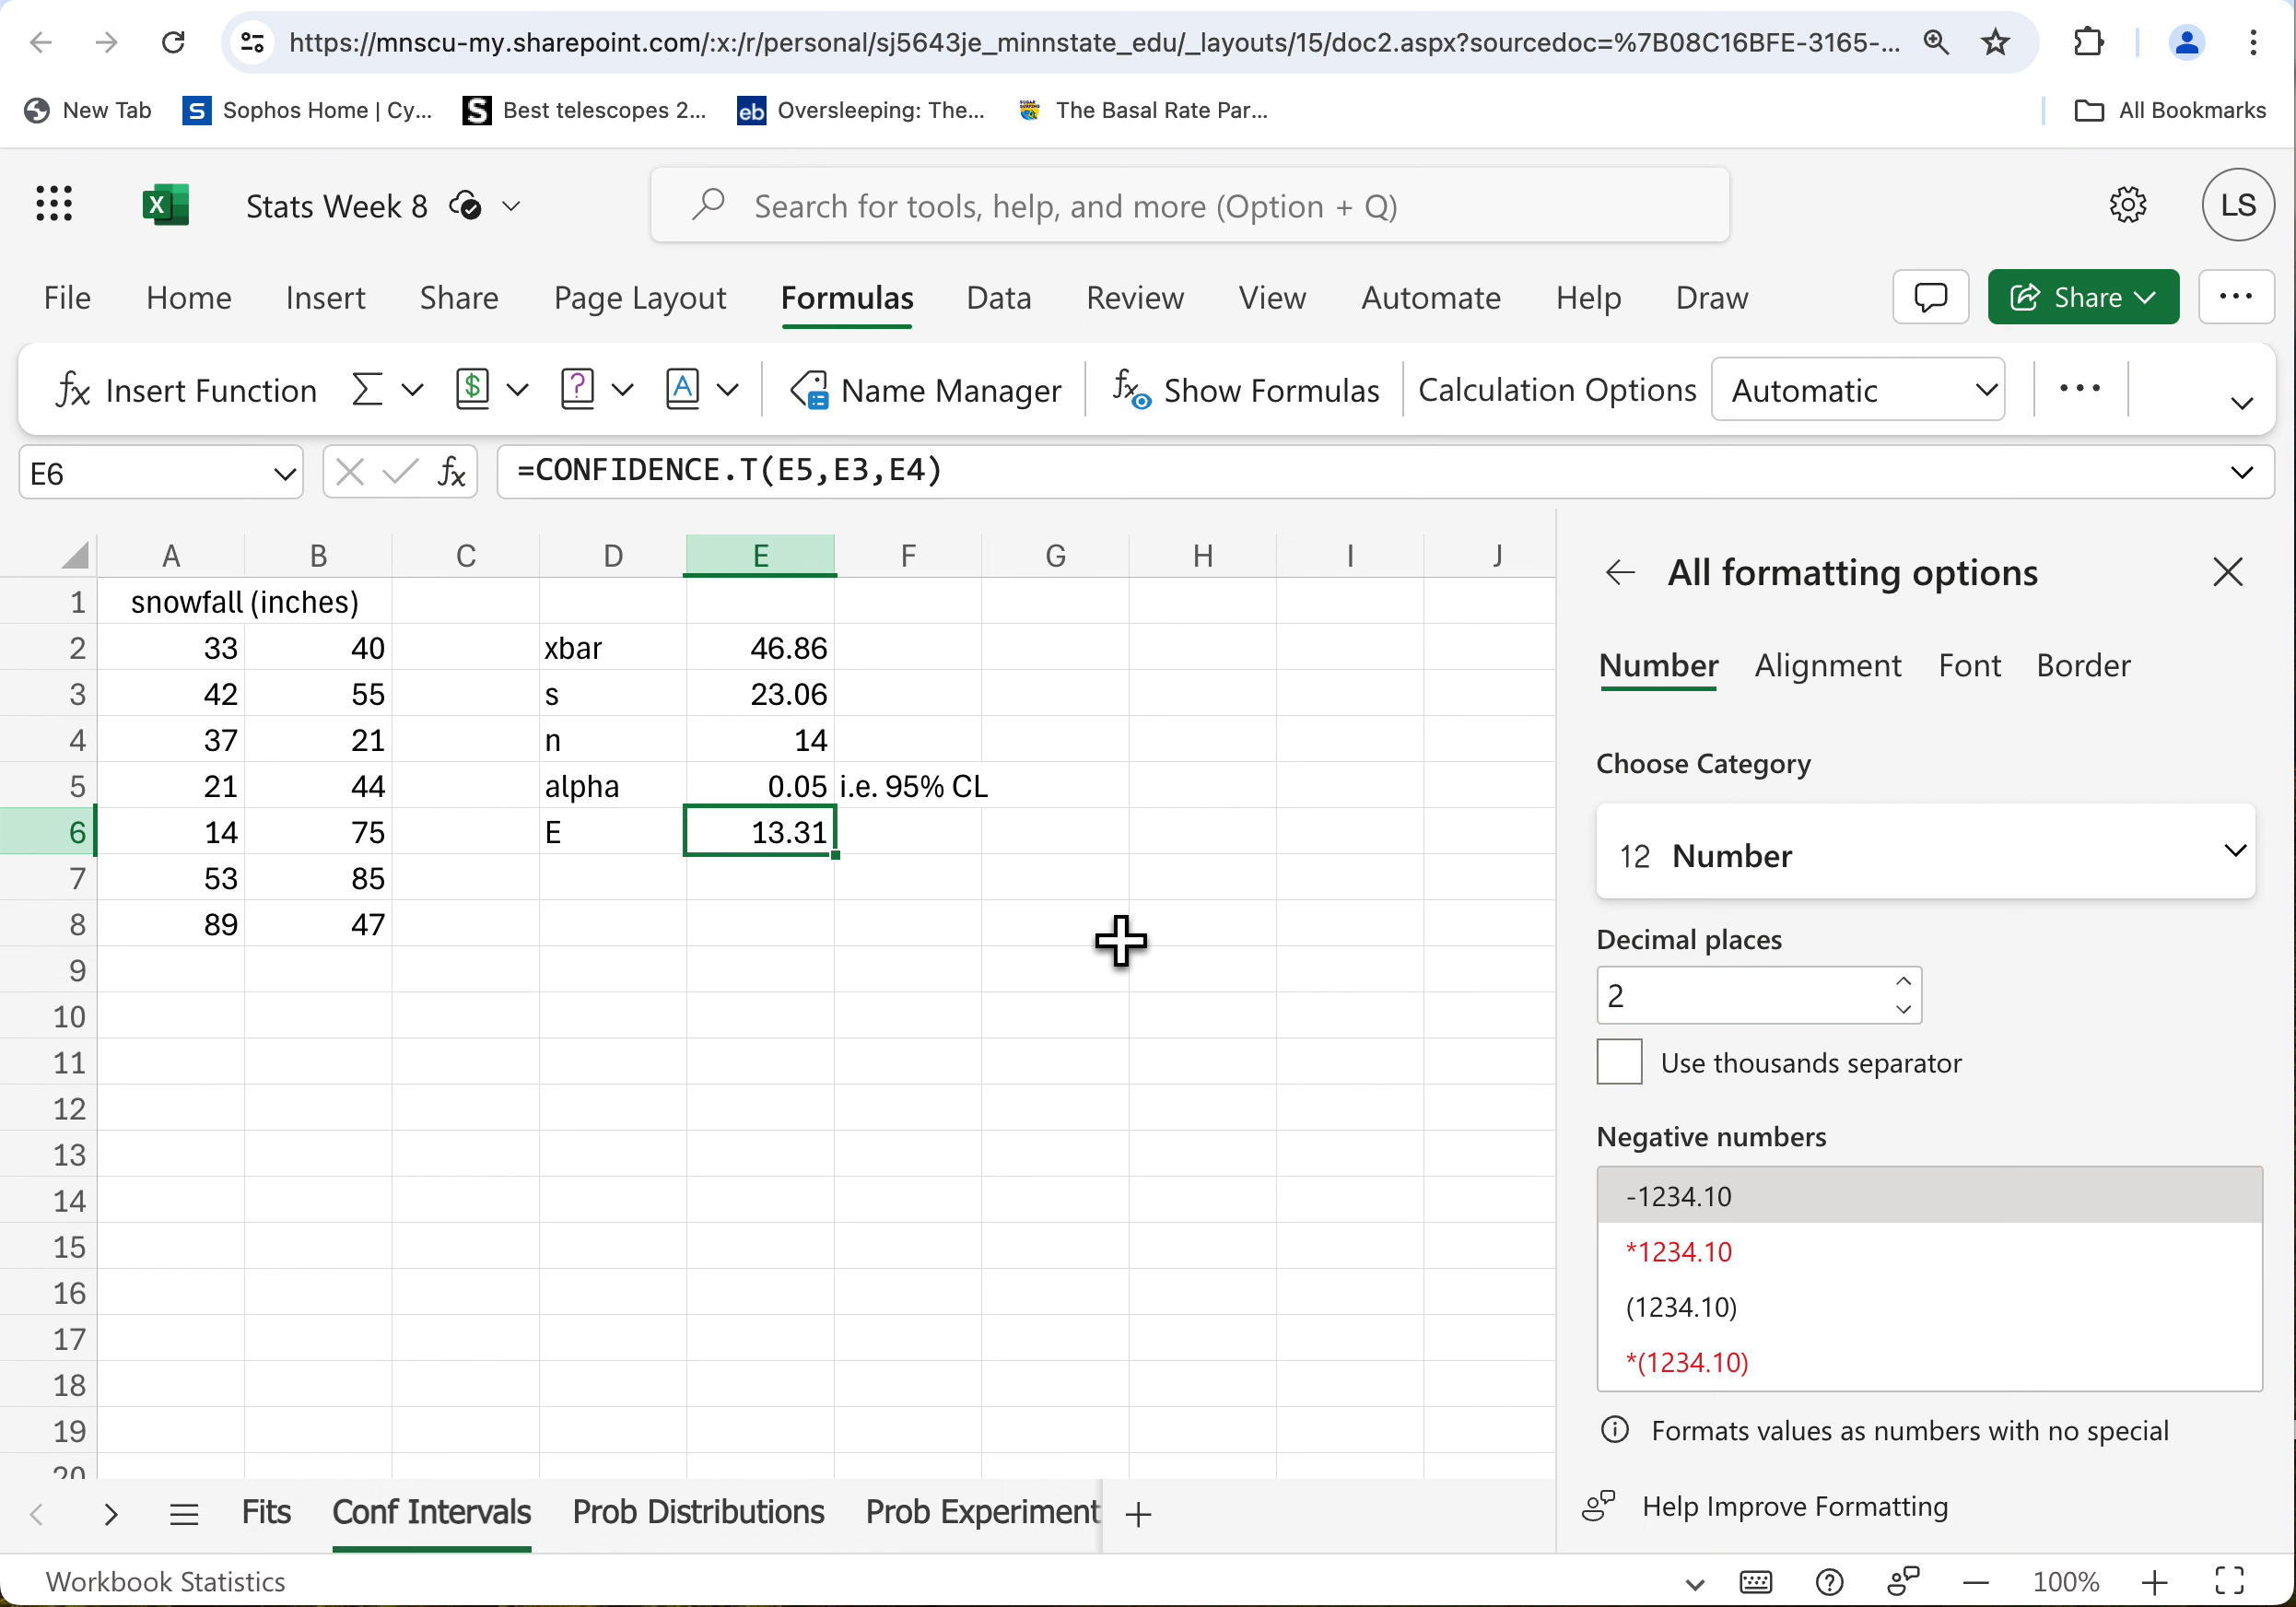 https://mnscu-my.sharepoint.com/:x:/r/personal/sj5643je_minnstate_edu/_layouts/15/doc2.aspx?sourcedoc=%7B08C16BFE-3165-...
New Tab S Sophos Home | Cy... S Best telescopes 2... eb Oversleeping: The... The Basal Rate Par... All Bookmarks
X Stats Week 8 Search for tools, help, and more (Option + Q) LS
File Home Insert Share Page Layout Formulas Data Review View Automate Help Draw Share ...
fx Insert Function Σ $ ? A Name Manager fx Show Formulas Calculation Options Automatic ...
E6 fx =CONFIDENCE.T(E5,E3,E4)
A B C D E F G H I J
1 snowfall (inches)
2 33 40 xbar 46.86
3 42 55 s 23.06
4 37 21 n 14
5 21 44 alpha 0.05 i.e. 95% CL
6 14 75 E 13.31
7 53 85
8 89 47
9
10
11
12
13
14
15
16
17
18
19
20
All formatting options
Number Alignment Font Border
Choose Category
12 Number
Decimal places
2
Use thousands separator
Negative numbers
-1234.10
*1234.10
(1234.10)
*(1234.10)
Formats values as numbers with no special
Help Improve Formatting
Fits Conf Intervals Prob Distributions Prob Experiment +
Workbook Statistics 100%